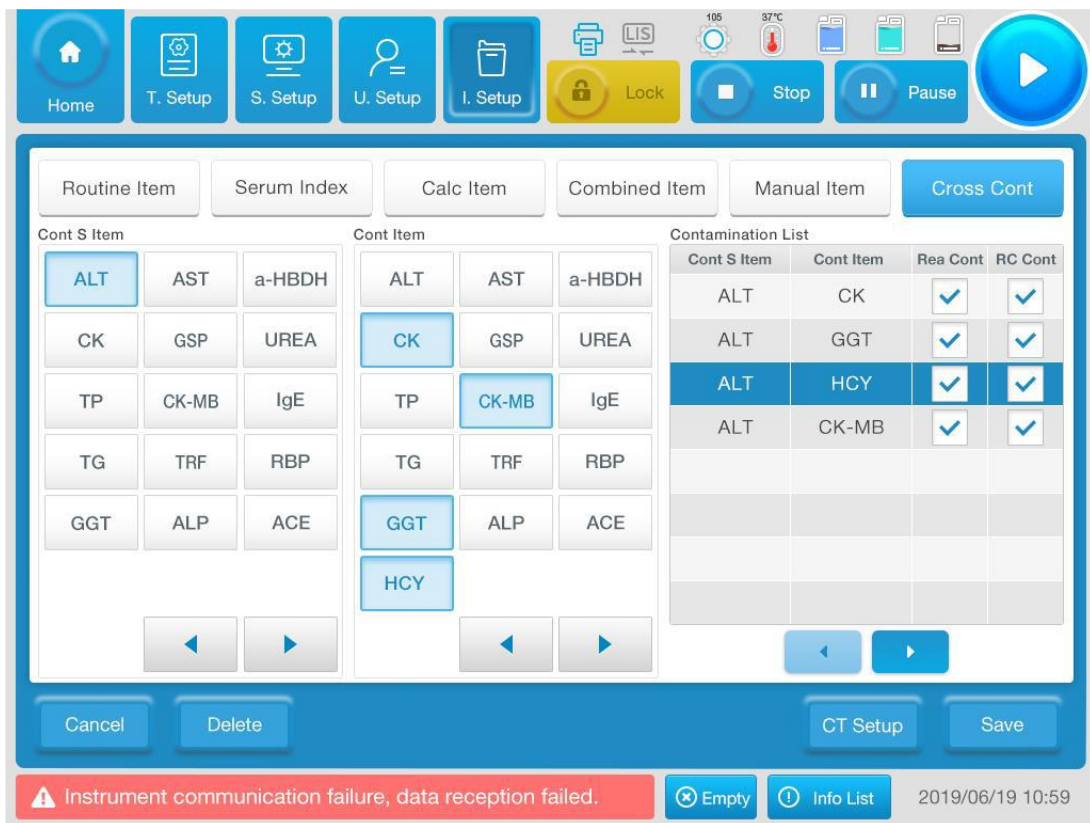 105 37°C
LIS
Home T. Setup S. Setup U. Setup I. Setup Lock Stop Pause
Routine Item Serum Index Calc Item Combined Item Manual Item Cross Cont
Cont S Item Cont Item Contamination List
Cont S Item Cont Item Rea Cont RC Cont
ALT AST a-HBDH ALT AST a-HBDH ALT CK
CK GSP UREA CK GSP UREA ALT GGT
TP CK-MB IgE TP CK-MB IgE ALT HCY
ALT CK-MB
TG TRF RBP TG TRF RBP
GGT ALP ACE GGT ALP ACE
HCY
Cancel Delete CT Setup Save
Instrument communication failure, data reception failed. Empty Info List 2019/06/19 10:59